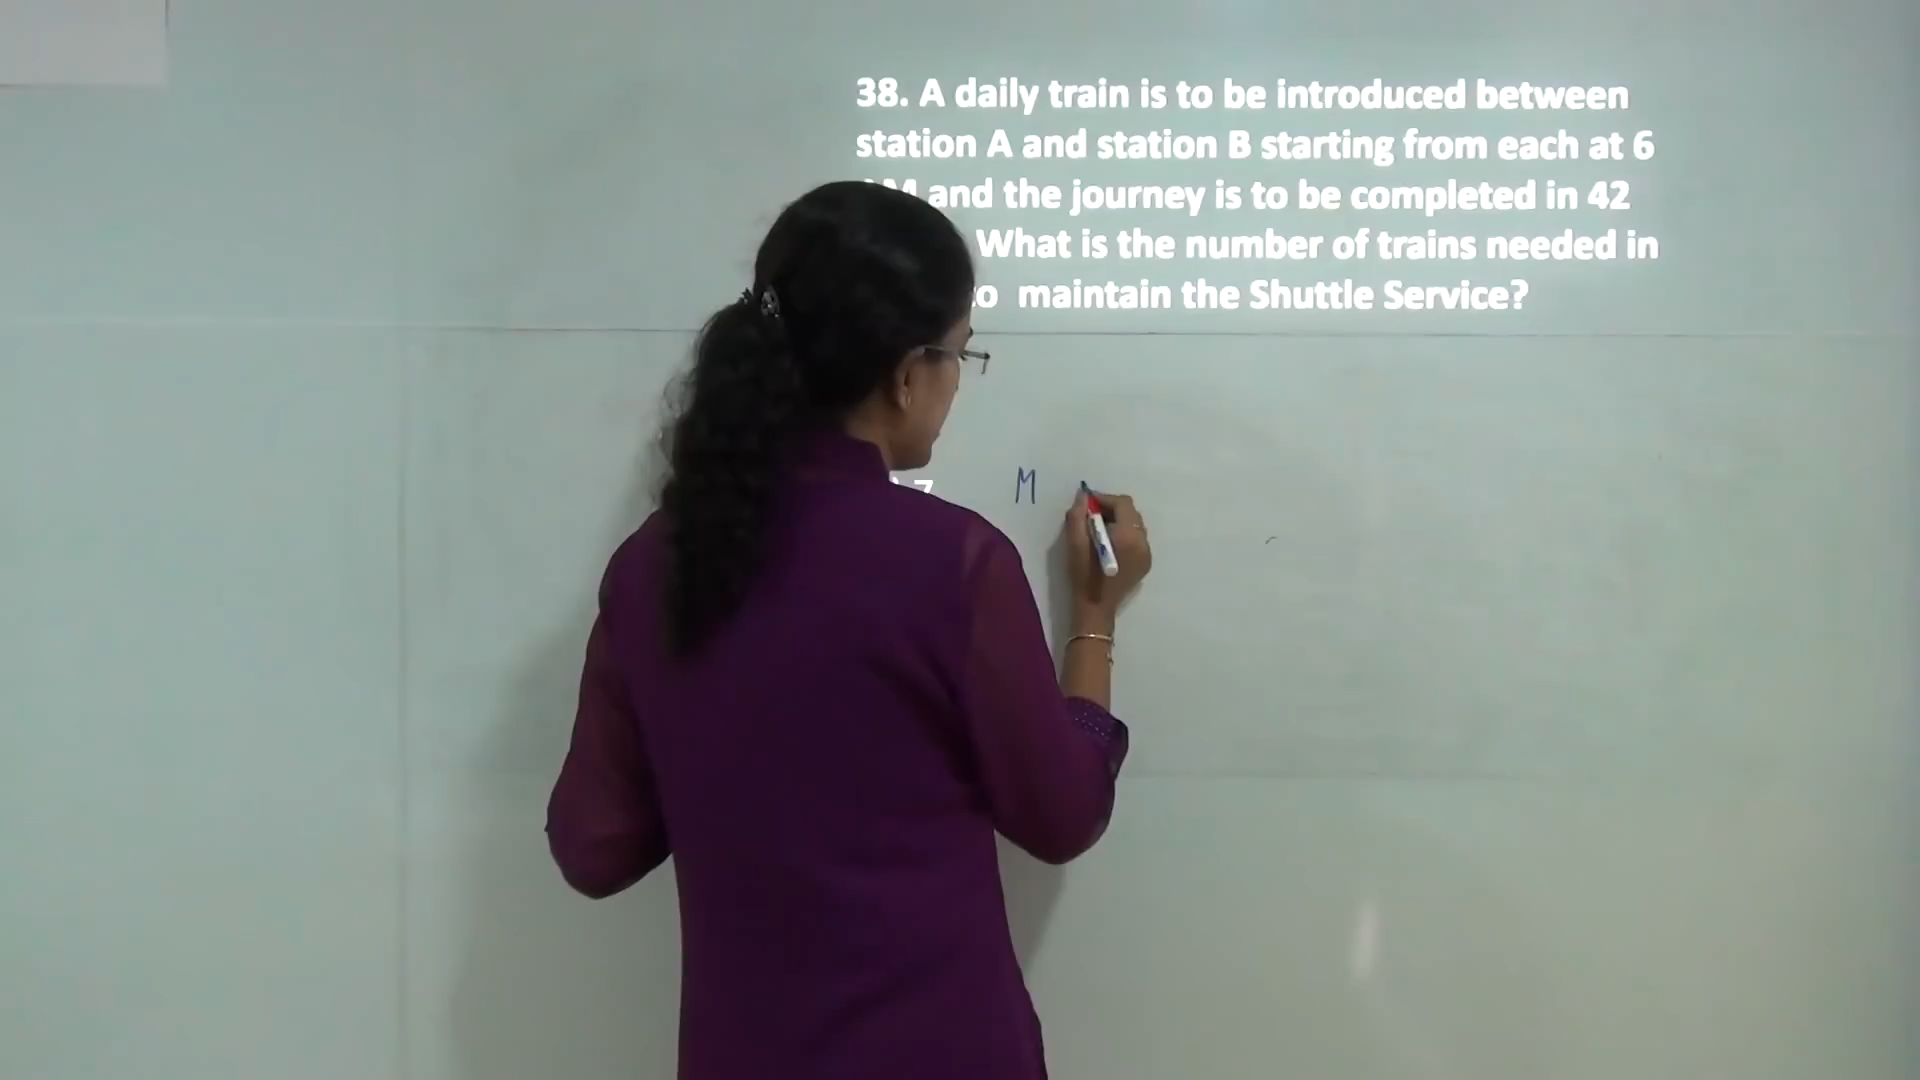 38. A daily train is to be introduced between
station A and station B starting from each at 6
and the journey is to be completed in 42
What is the number of trains needed in
maintain the Shuttle Service?
7
M